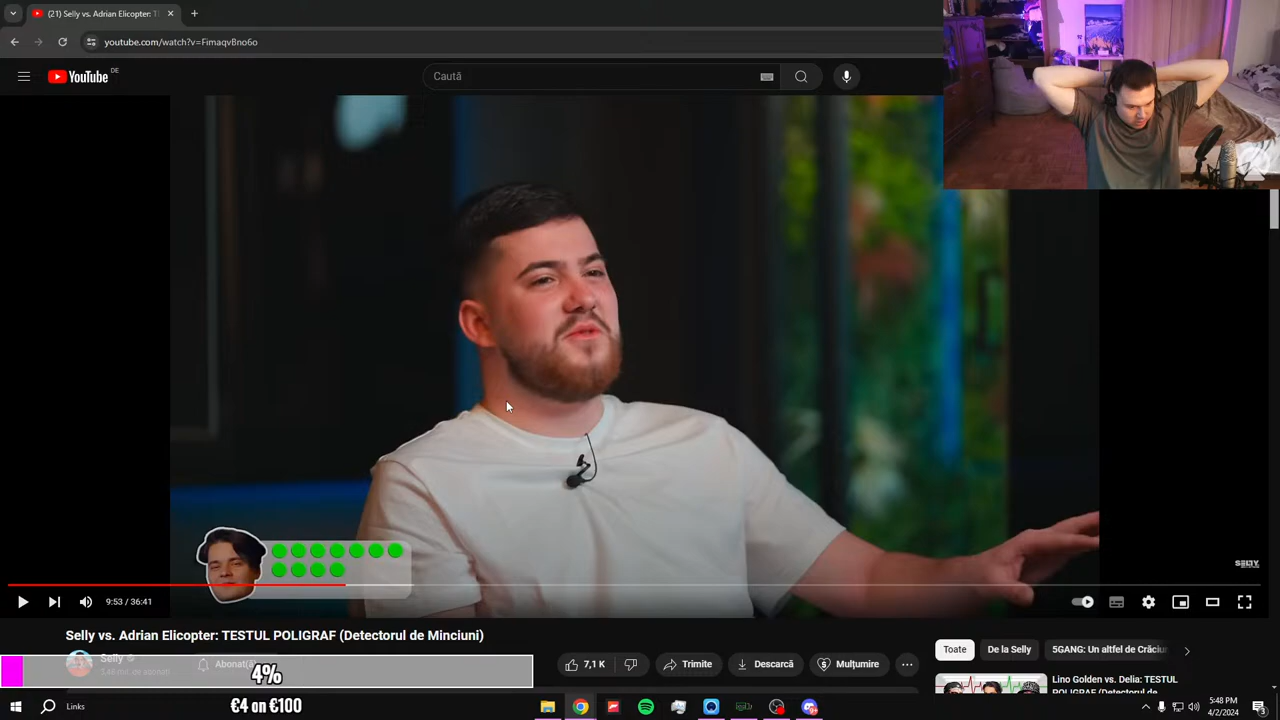 (21) Selly vs. Adrian Elicopter: T
youtube.com/watch?v=FimaqvBno6o
YouTube DE
Caută
SELLY
9:53 / 36:41
Selly vs. Adrian Elicopter: TESTUL POLIGRAF (Detectorul de Minciuni)
Selly
Abonat(ă)
7,1 K
Trimite
Descarcă
Mulțumire
Toate
De la Selly
5GANG: Un altfel de Crăciun
Lino Golden vs. Delia: TESTUL
POLIGRAF (Detectorul de
4%
€4 on €100
Links
5:48 PM
4/2/2024